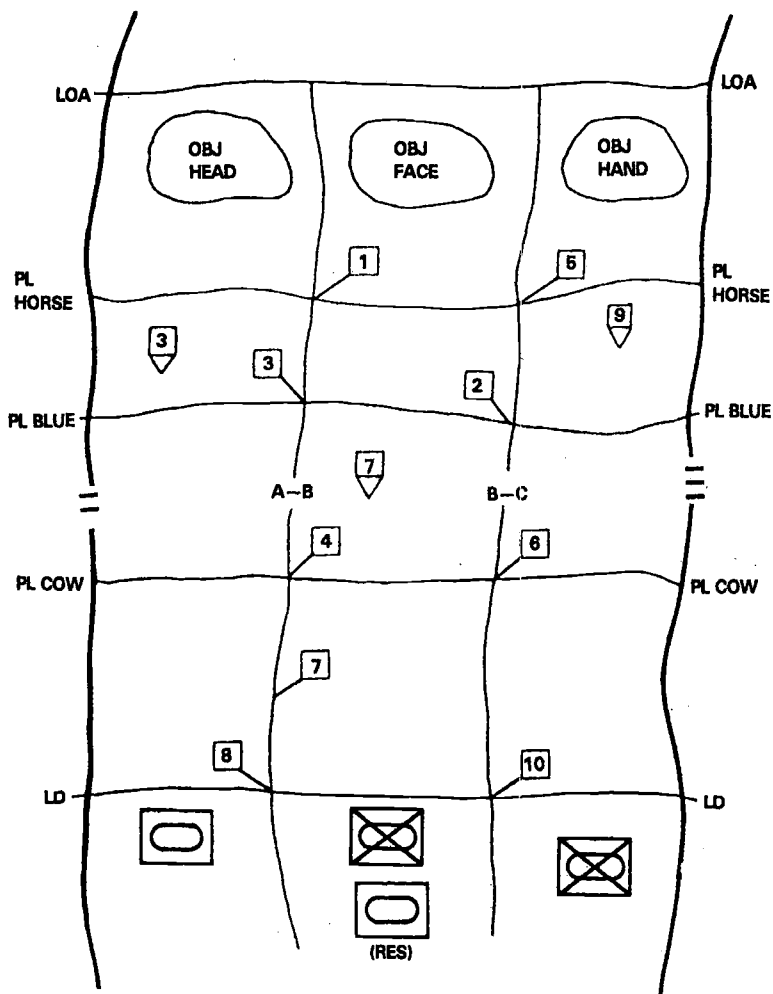 LOA
LOA
OBJ
HEAD
OBJ
FACE
OBJ
HAND
1
5
PL
HORSE
PL
HORSE
3
9
3
2
PL BLUE
PL BLUE
7
A-B
B-C
4
6
PL COW
PL COW
7
8
10
LD
LD
(RES)